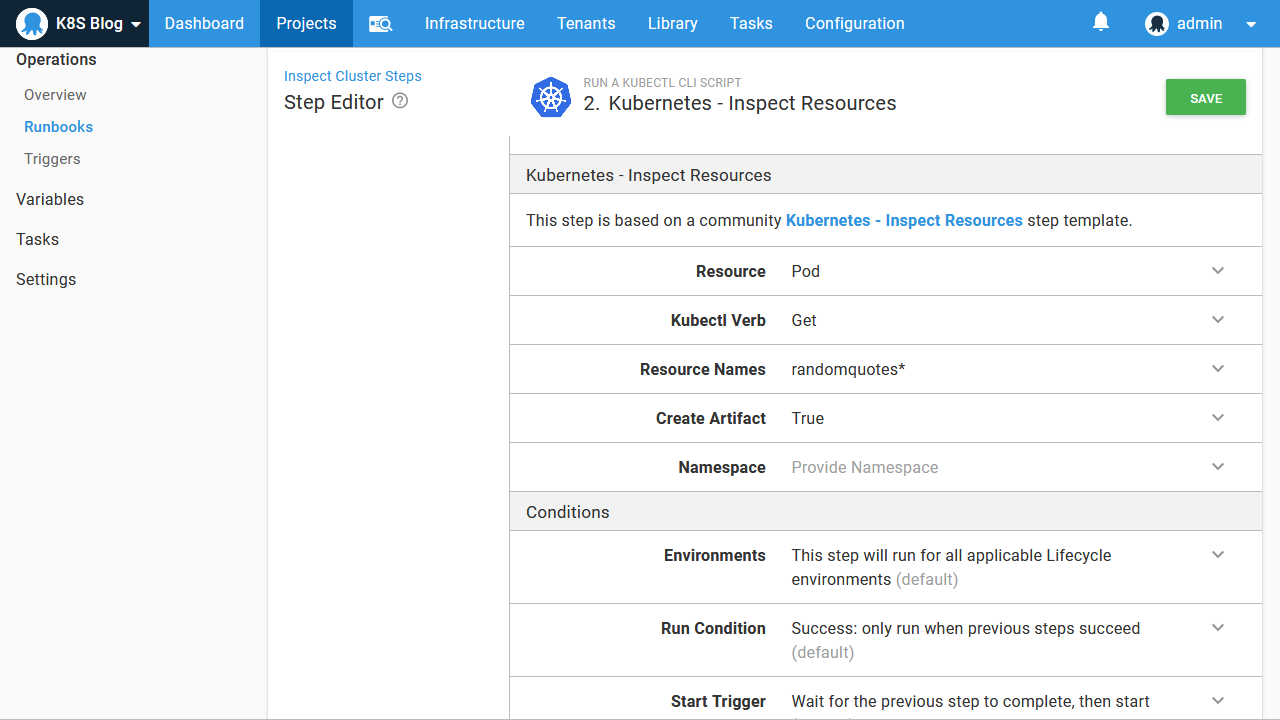 K8S Blog
Dashboard
Projects
Infrastructure
Tenants
Library
Tasks
Configuration
admin
Operations
Overview
Runbooks
Triggers
Variables
Tasks
Settings
Inspect Cluster Steps
Step Editor
RUN A KUBECTL CLI SCRIPT
2. Kubernetes - Inspect Resources
SAVE
Kubernetes - Inspect Resources
This step is based on a community Kubernetes - Inspect Resources step template.
Resource Pod
Kubectl Verb Get
Resource Names randomquotes*
Create Artifact True
Namespace Provide Namespace
Conditions
Environments This step will run for all applicable Lifecycle
environments (default)
Run Condition Success: only run when previous steps succeed
(default)
Start Trigger Wait for the previous step to complete, then start